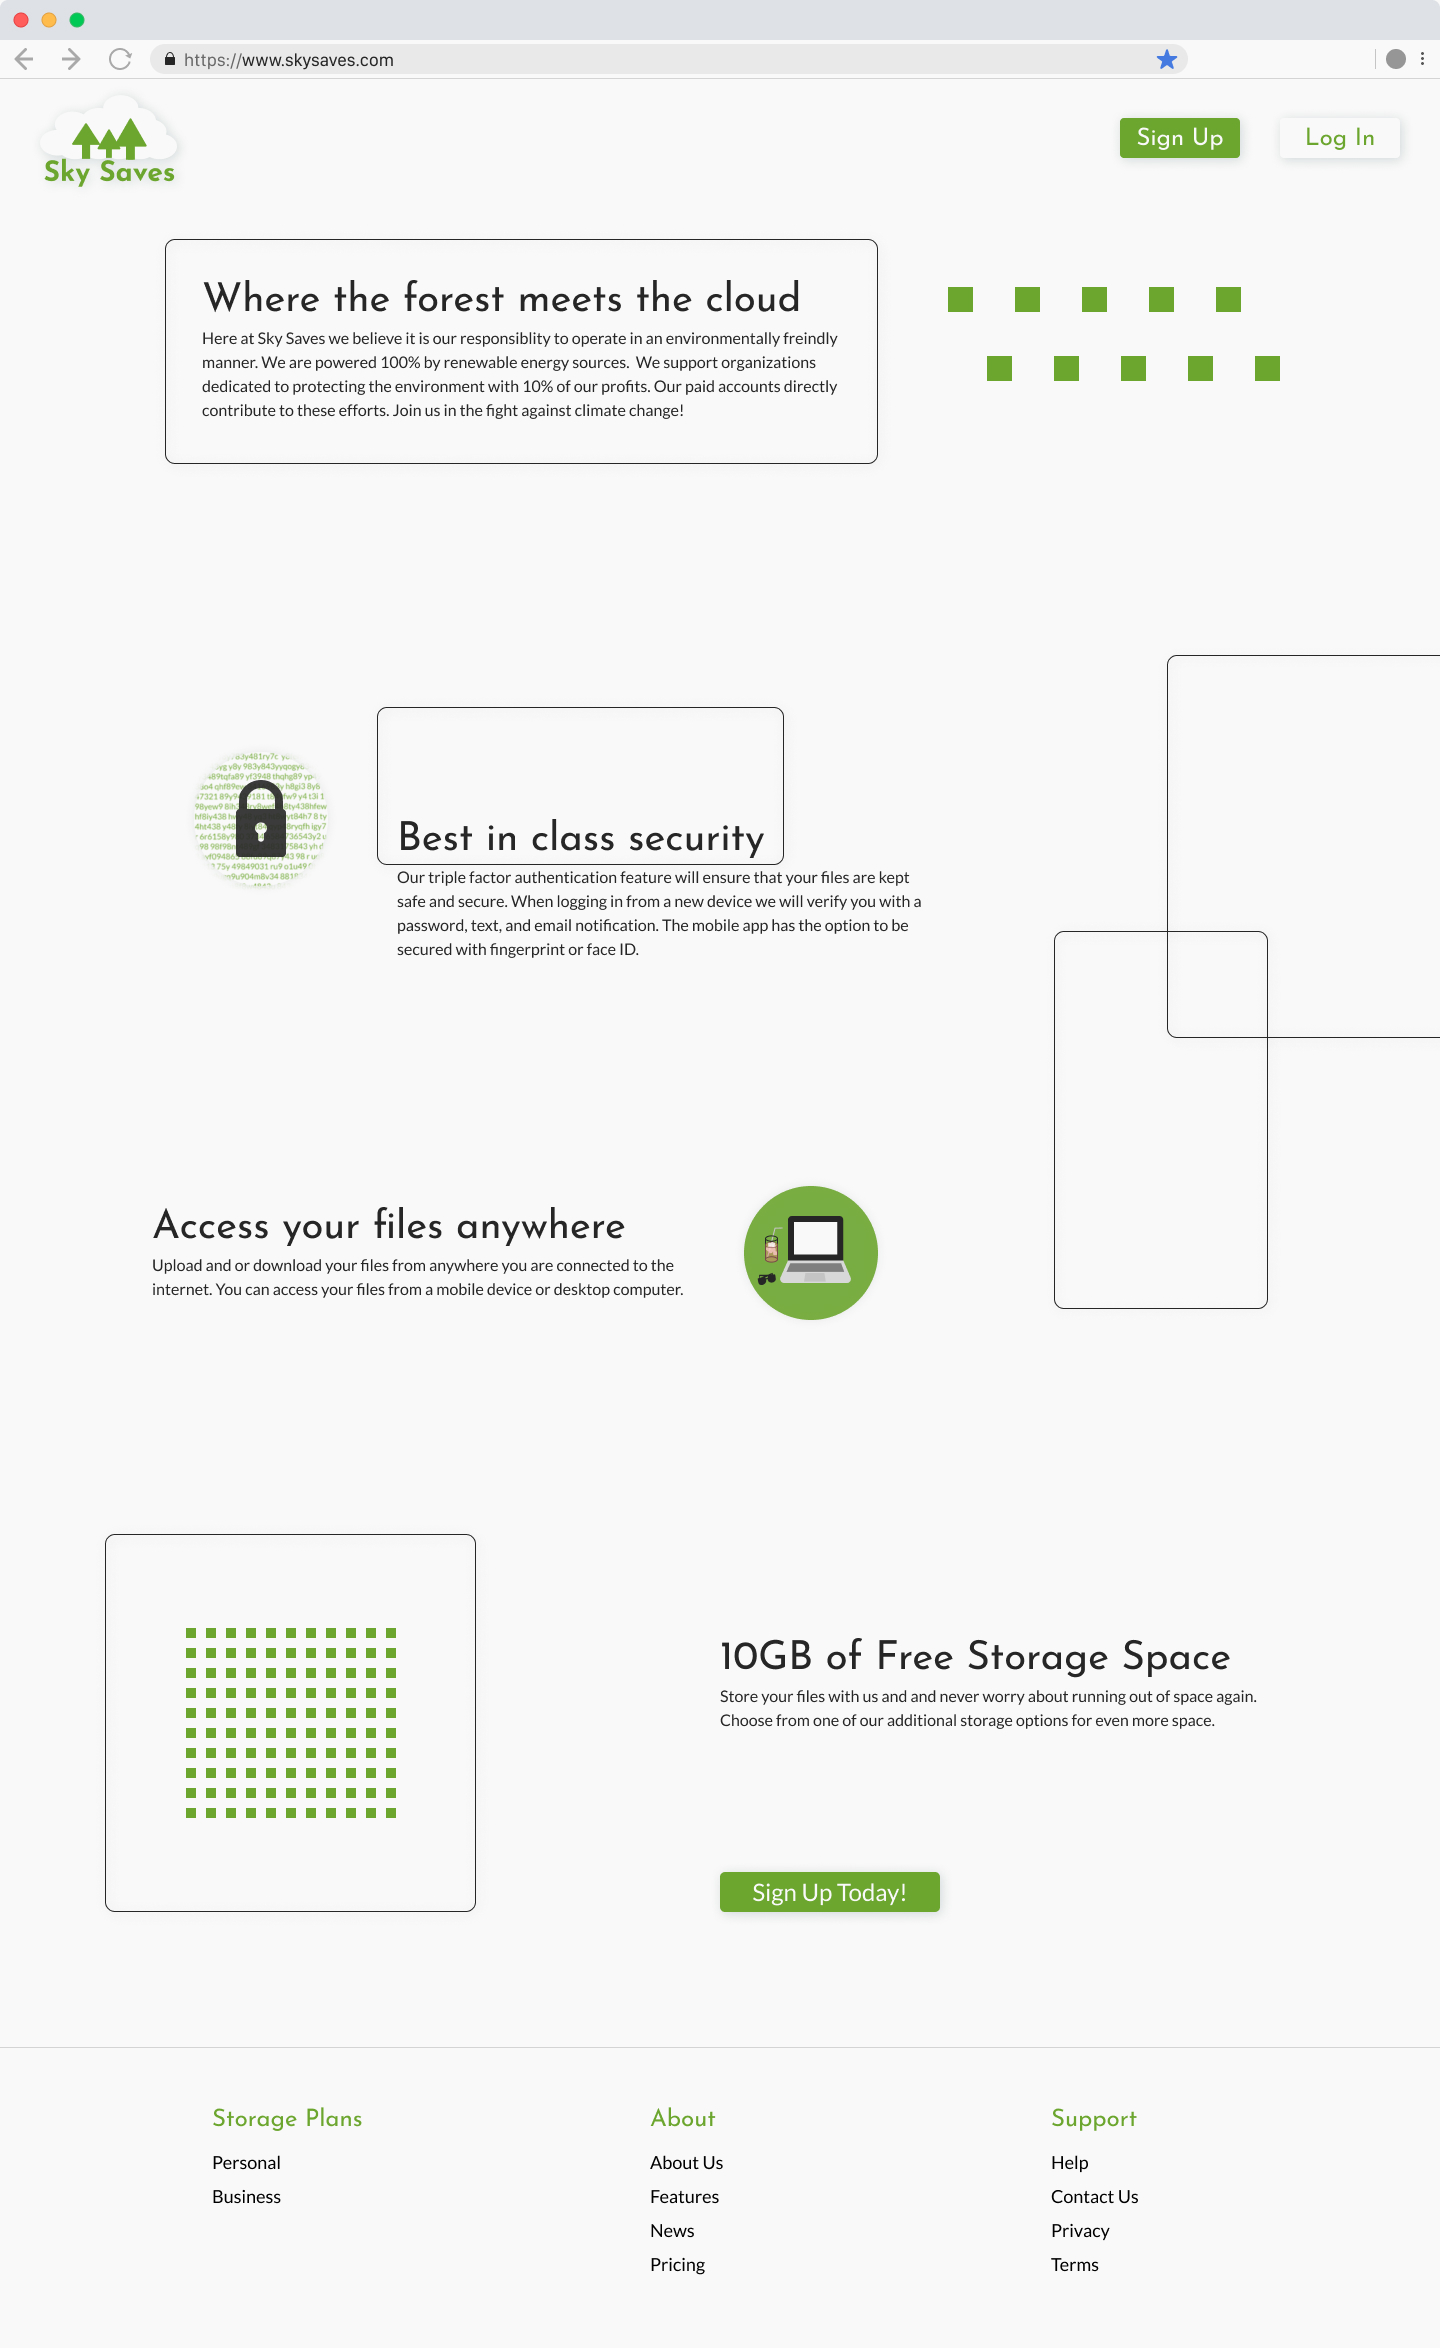 https://www.skysaves.com
Sky Saves
Sign Up
Log In
Where the forest meets the cloud
Here at Sky Saves we believe it is our responsiblity to operate in an environmentally freindly
manner. We are powered 100% by renewable energy sources.  We support organizations
dedicated to protecting the environment with 10% of our profits. Our paid accounts directly
contribute to these efforts. Join us in the fight against climate change!
Best in class security
Our triple factor authentication feature will ensure that your files are kept
safe and secure. When logging in from a new device we will verify you with a
password, text, and email notification. The mobile app has the option to be
secured with fingerprint or face ID.
Access your files anywhere
Upload and or download your files from anywhere you are connected to the
internet. You can access your files from a mobile device or desktop computer.
10GB of Free Storage Space
Store your files with us and and never worry about running out of space again.
Choose from one of our additional storage options for even more space.
Sign Up Today!
Storage Plans
Personal
Business
About
About Us
Features
News
Pricing
Support
Help
Contact Us
Privacy
Terms